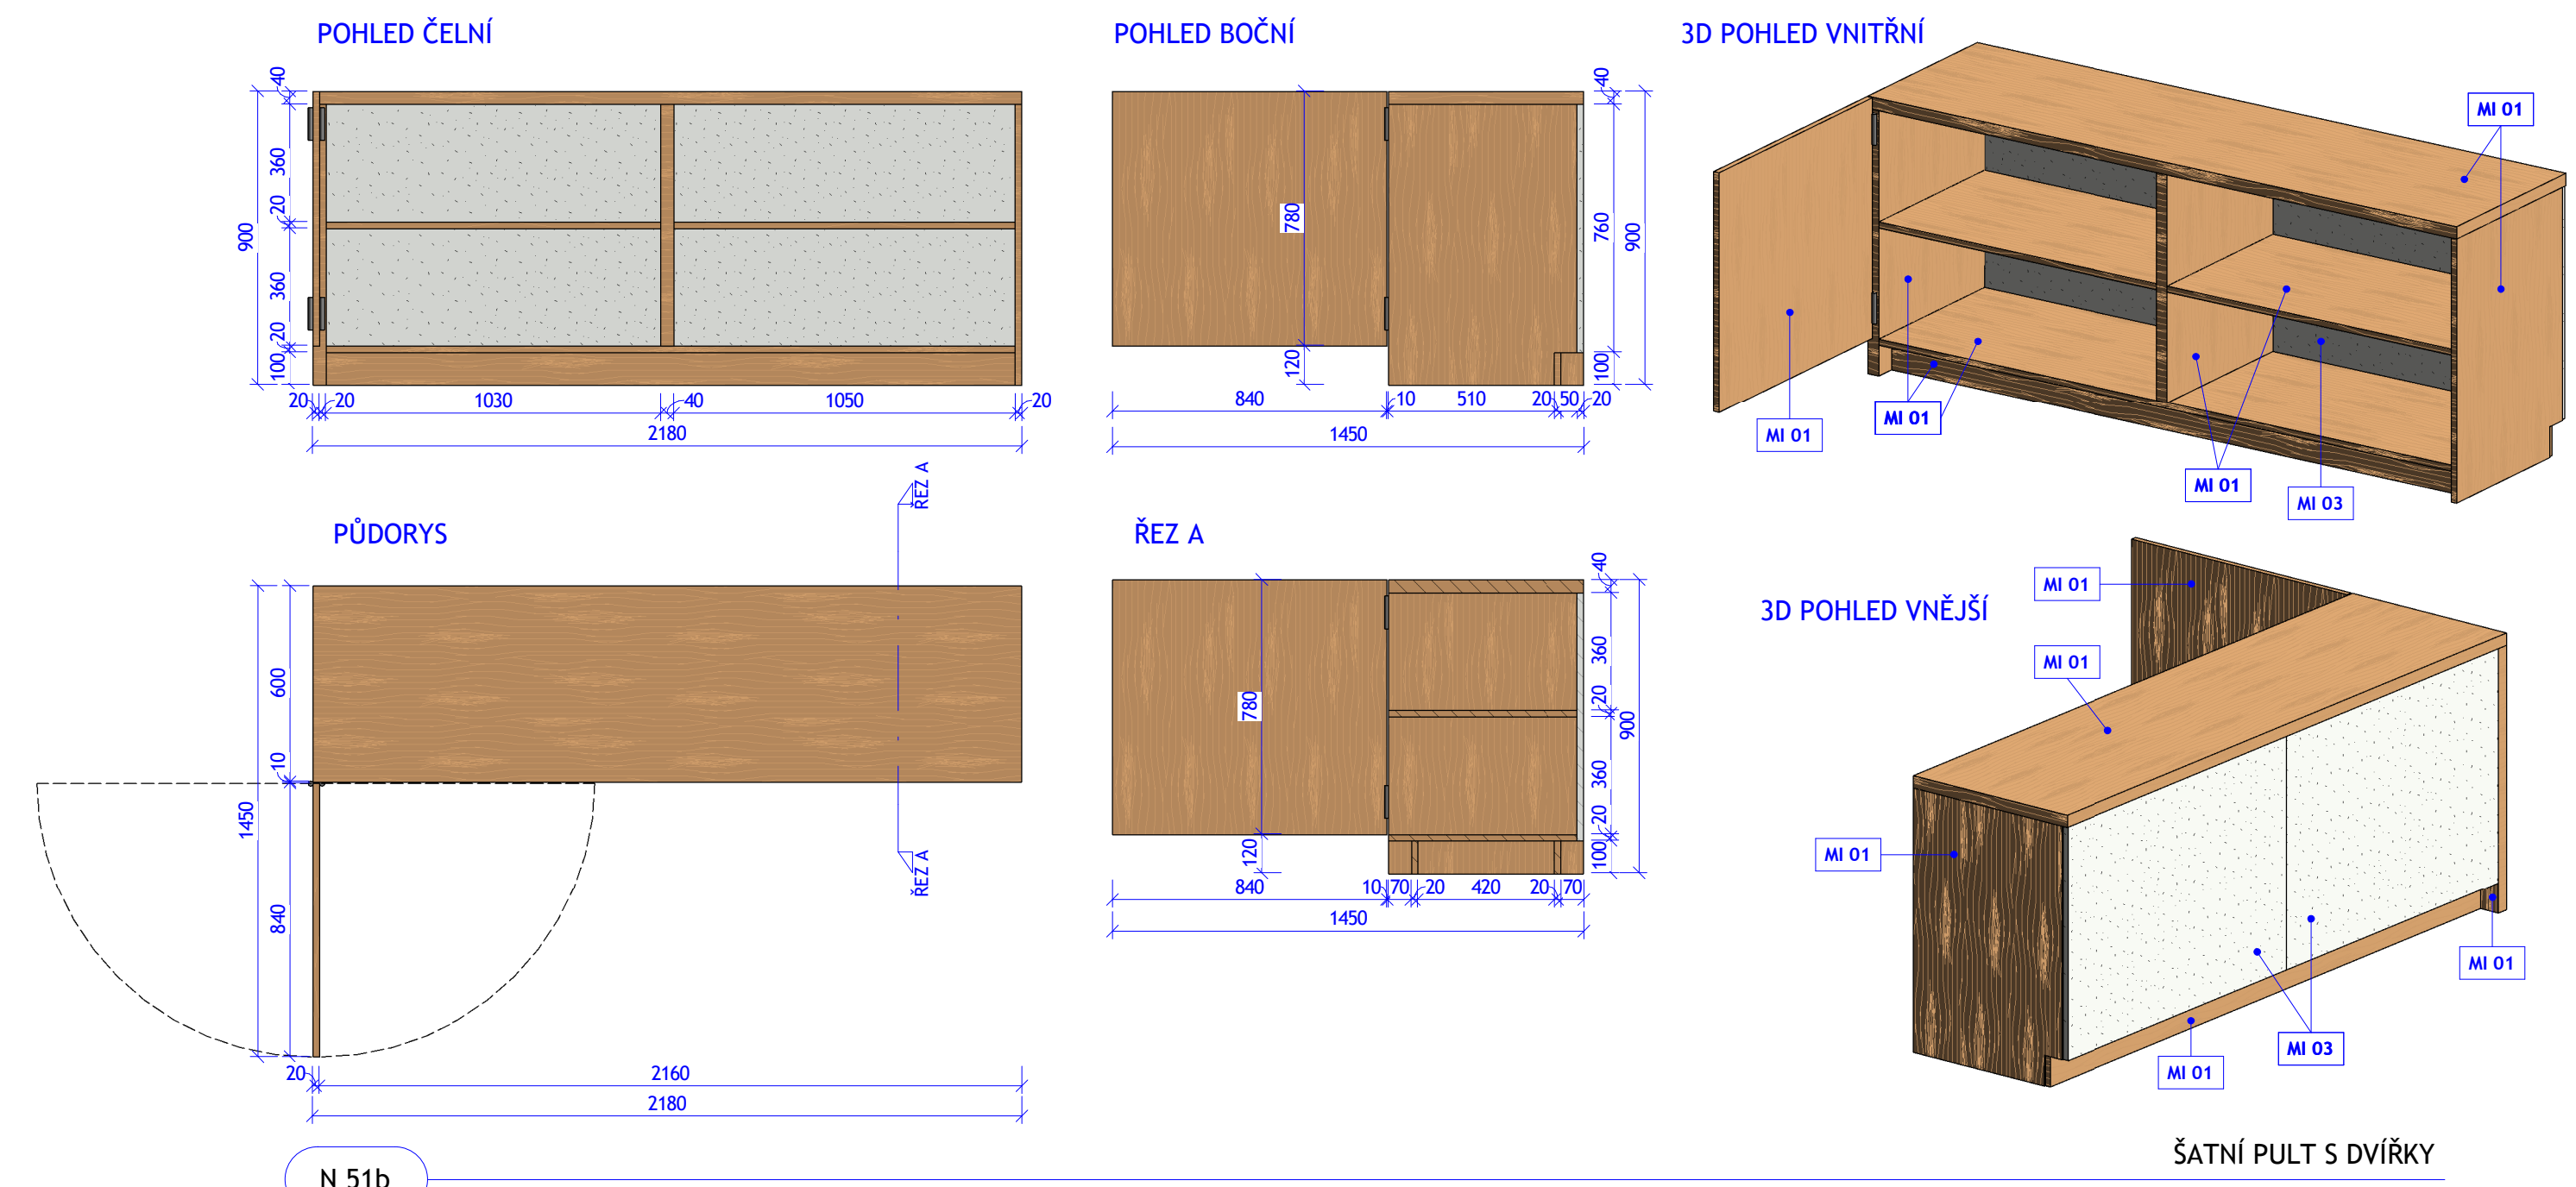 POHLED ČELNÍ
40
360
20
360
20
100
900
20
20
1030
40
1050
20
2180
POHLED BOČNÍ
780
120
40
760
100
900
840
10
510
20
50
20
1450
3D POHLED VNITŘNÍ
MI 01
MI 01
MI 01
MI 01
MI 03
PŮDORYS
ŘEZ A
ŘEZ A
600
10
840
1450
20
2160
2180
ŘEZ A
780
120
40
360
20
360
20
100
900
840
10
70
20
420
20
70
1450
3D POHLED VNĚJŠÍ
MI 01
MI 01
MI 01
MI 01
MI 03
MI 01
ŠATNÍ PULT S DVÍŘKY
N 51b